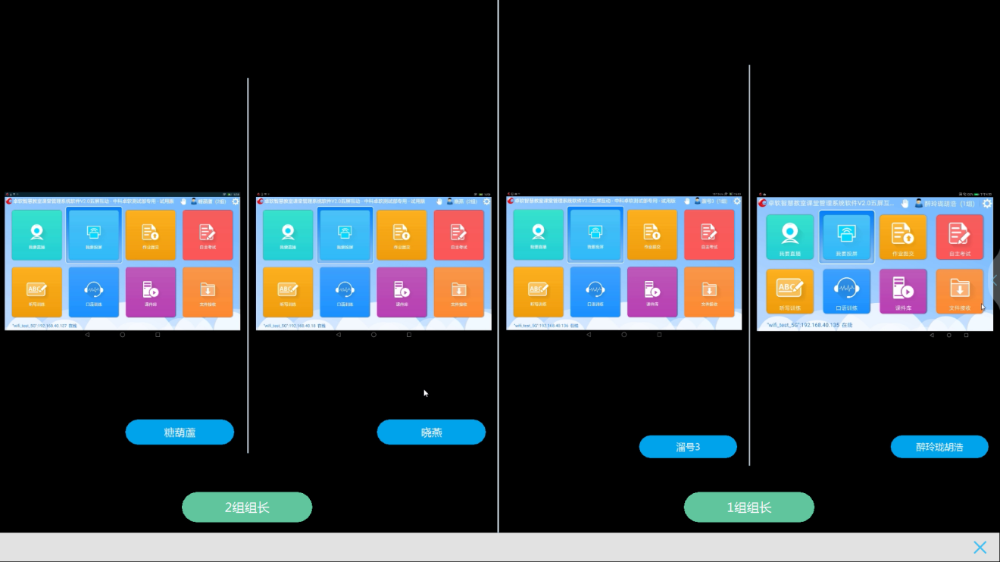 卓软智慧教室课堂管理系统软件V2.0五屏互动 - 中科卓软测试部专用 - 试用版 糖葫蘆 (2组)
我要直播 我要投屏 作业提交 自主考试
听写训练 口语训练 课件库 文件接收
"wifi_test_5G":192.168.40.127 在线
糖葫蘆
卓软智慧教室课堂管理系统软件V2.0五屏互动 - 中科卓软测试部专用 - 试用版 晓燕 (2组)
我要直播 我要投屏 作业提交 自主考试
听写训练 口语训练 课件库 文件接收
"wifi_test_5G":192.168.40.18 在线
晓燕
2组组长
卓软智慧教室课堂管理系统软件V2.0五屏互动 - 中科卓软测试部专用 - 试用版 溜号3 (1组)
我要直播 我要投屏 作业提交 自主考试
听写训练 口语训练 课件库 文件接收
"wifi_test_5G":192.168.40.126 在线
溜号3
卓软智慧教室课堂管理系统软件V2.0五屏互... 醉玲珑胡浩 (1组)
我要直播 我要投屏 作业提交 自主考试
听写训练 口语训练 课件库 文件接收
"wifi_test_5G":192.168.40.135 在线
醉玲珑胡浩
1组组长